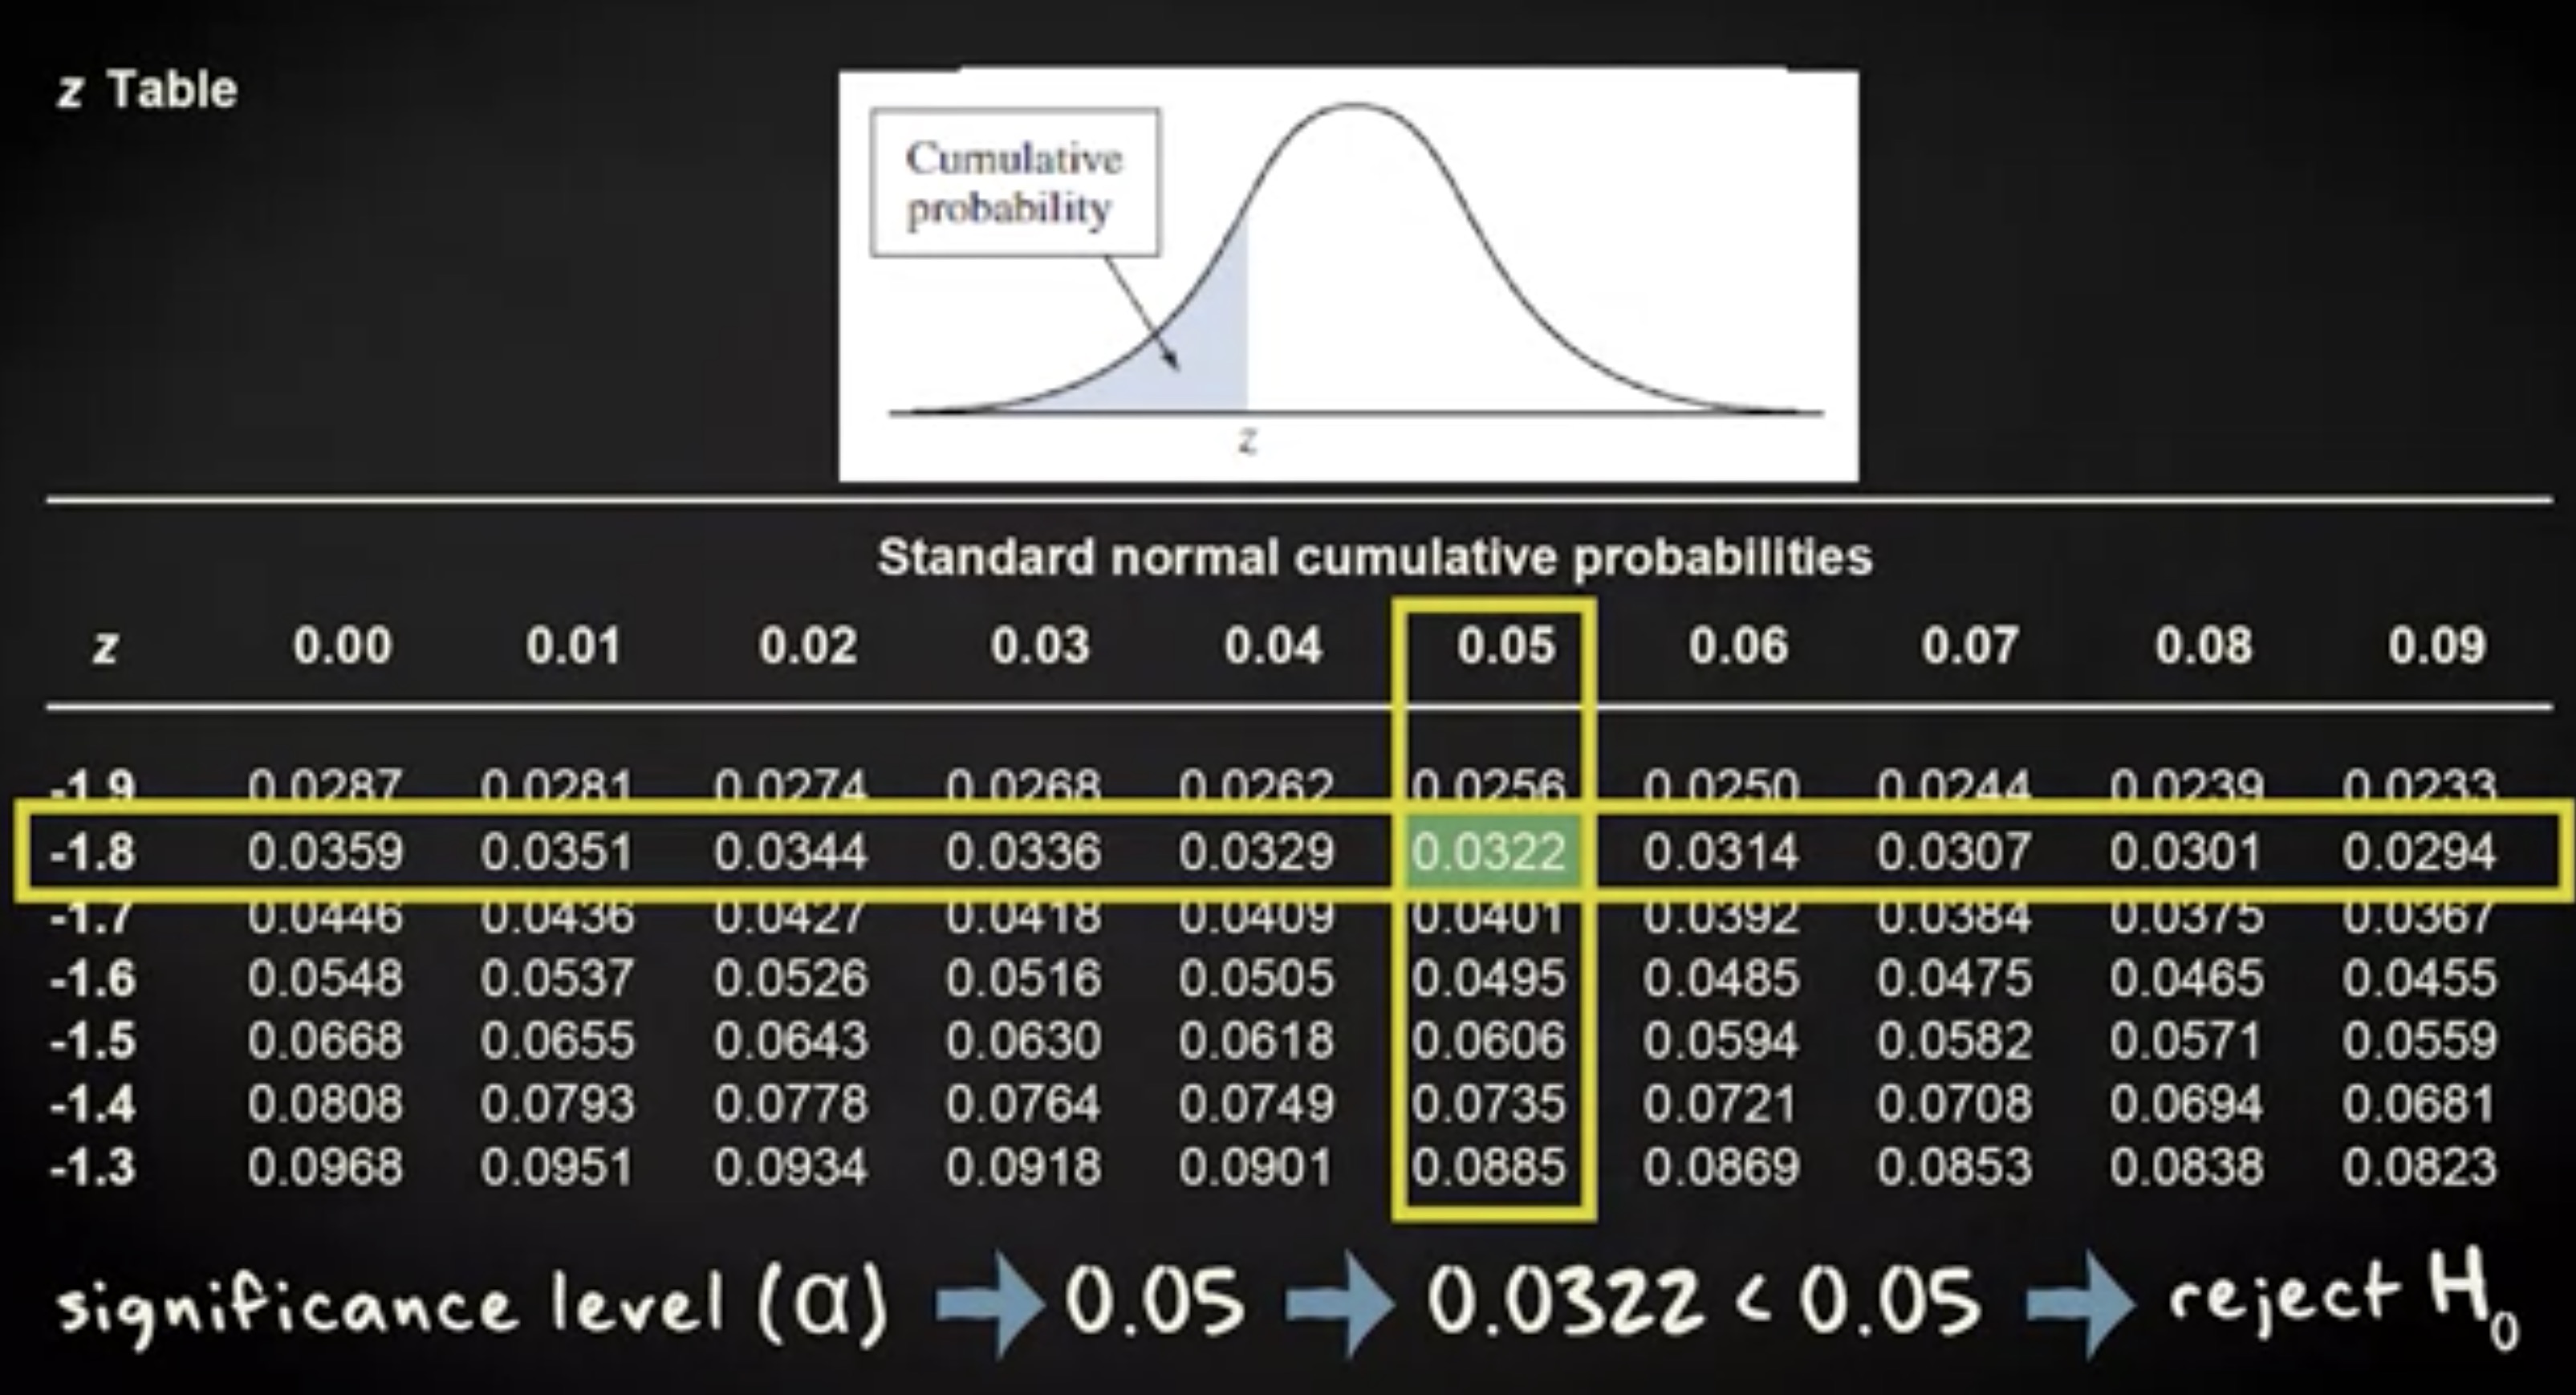 z Table
Cumulative
probability
z
Standard normal cumulative probabilities
z 0.00 0.01 0.02 0.03 0.04 0.05 0.06 0.07 0.08 0.09
-1.9 0.0287 0.0281 0.0274 0.0268 0.0262 0.0256 0.0250 0.0244 0.0239 0.0233
-1.8 0.0359 0.0351 0.0344 0.0336 0.0329 0.0322 0.0314 0.0307 0.0301 0.0294
-1.7 0.0446 0.0436 0.0427 0.0418 0.0409 0.0401 0.0392 0.0384 0.0375 0.0367
-1.6 0.0548 0.0537 0.0526 0.0516 0.0505 0.0495 0.0485 0.0475 0.0465 0.0455
-1.5 0.0668 0.0655 0.0643 0.0630 0.0618 0.0606 0.0594 0.0582 0.0571 0.0559
-1.4 0.0808 0.0793 0.0778 0.0764 0.0749 0.0735 0.0721 0.0708 0.0694 0.0681
-1.3 0.0968 0.0951 0.0934 0.0918 0.0901 0.0885 0.0869 0.0853 0.0838 0.0823
significance level (α) → 0.05 → 0.0322 < 0.05 → reject H₀